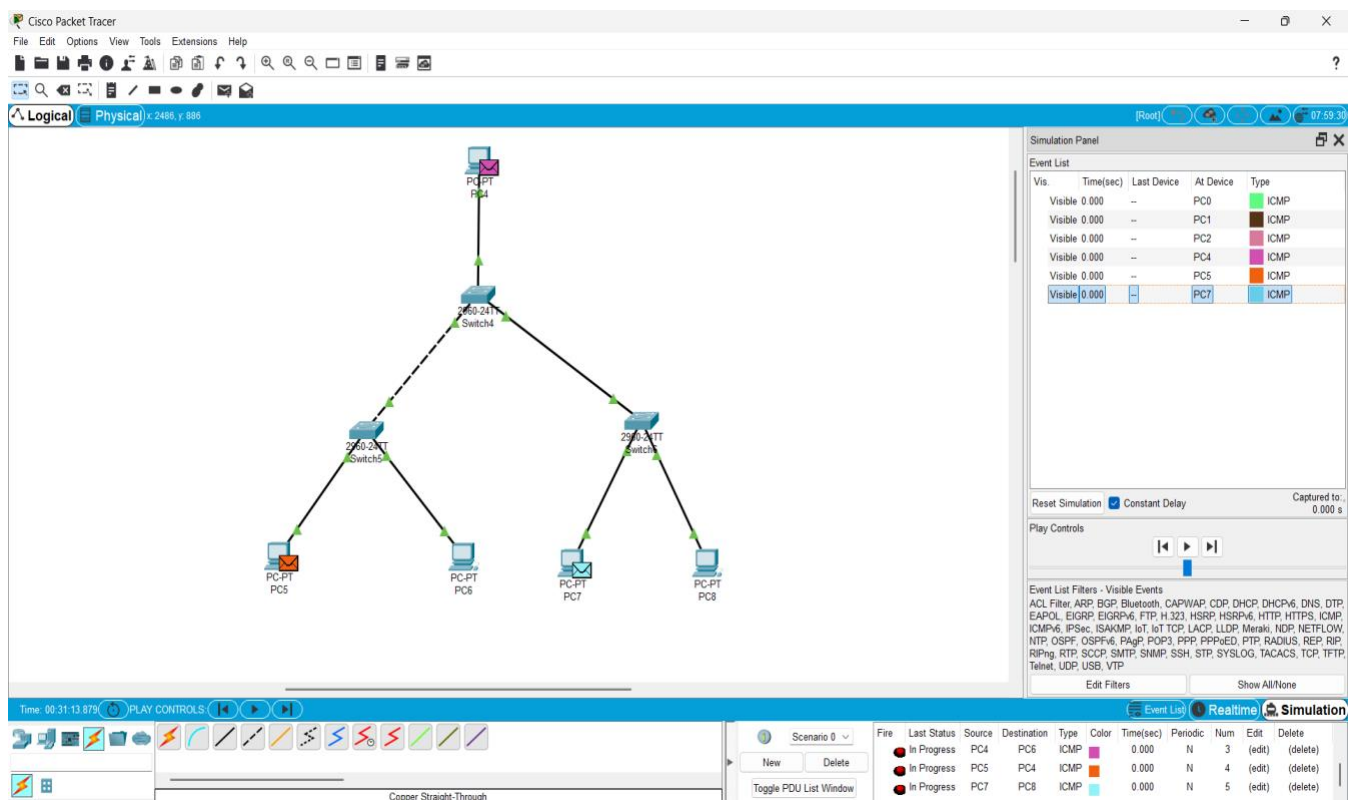 Cisco Packet Tracer
File Edit Options View Tools Extensions Help
?
Logical Physical x: 2486, y: 886 [Root] 07:59:30
PC-PT
PC4
2960-24TT
Switch4
2960-24TT
Switch5
2960-24TT
PC-PT
PC5
PC-PT
PC6
PC-PT
PC7
PC-PT
PC8
Simulation Panel
Event List
Vis. Time(sec) Last Device At Device Type
Visible 0.000 -- PC0 ICMP
Visible 0.000 -- PC1 ICMP
Visible 0.000 -- PC2 ICMP
Visible 0.000 -- PC4 ICMP
Visible 0.000 -- PC5 ICMP
Visible 0.000 -- PC7 ICMP
Reset Simulation Constant Delay Captured to:
0.000 s
Play Controls
Event List Filters - Visible Events
ACL Filter, ARP, BGP, Bluetooth, CAPWAP, CDP, DHCP, DHCPv6, DNS, DTP,
EAPOL, EIGRP, EIGRPv6, FTP, H.323, HSRP, HSRPv6, HTTP, HTTPS, ICMP,
ICMPv6, IPSec, ISAKMP, IoT, IoT TCP, LACP, LLDP, Meraki, NDP, NETFLOW,
NTP, OSPF, OSPFv6, PAgP, POP3, PPP, PPPoED, PTP, RADIUS, REP, RIP,
RIPng, RTP, SCCP, SMTP, SNMP, SSH, STP, SYSLOG, TACACS, TCP, TFTP,
Telnet, UDP, USB, VTP
Edit Filters Show All/None
Time: 00:31:13.879 PLAY CONTROLS: Event List Realtime Simulation
Scenario 0
New Delete
Toggle PDU List Window
Fire Last Status Source Destination Type Color Time(sec) Periodic Num Edit Delete
In Progress PC4 PC6 ICMP 0.000 N 3 (edit) (delete)
In Progress PC5 PC4 ICMP 0.000 N 4 (edit) (delete)
In Progress PC7 PC8 ICMP 0.000 N 5 (edit) (delete)
Copper Straight-Through